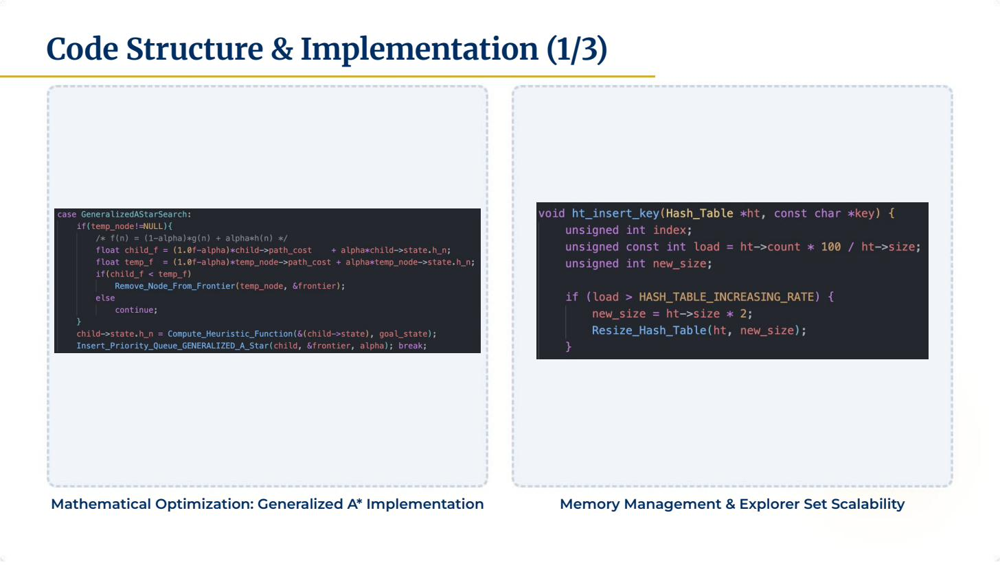 Code Structure & Implementation (1/3)
case GeneralizedAStarSearch:
    if(temp_node!=NULL){
        /* f(n) = (1-alpha)*g(n) + alpha*h(n) */
        float child_f = (1.0f-alpha)*child->path_cost    + alpha*child->state.h_n;
        float temp_f  = (1.0f-alpha)*temp_node->path_cost + alpha*temp_node->state.h_n;
        if(child_f < temp_f)
            Remove_Node_From_Frontier(temp_node, &frontier);
        else
            continue;
    }
    child->state.h_n = Compute_Heuristic_Function(&(child->state), goal_state);
    Insert_Priority_Queue_GENERALIZED_A_Star(child, &frontier, alpha); break;
Mathematical Optimization: Generalized A* Implementation
void ht_insert_key(Hash_Table *ht, const char *key) {
    unsigned int index;
    unsigned const int load = ht->count * 100 / ht->size;
    unsigned int new_size;
    if (load > HASH_TABLE_INCREASING_RATE) {
        new_size = ht->size * 2;
        Resize_Hash_Table(ht, new_size);
    }
Memory Management & Explorer Set Scalability